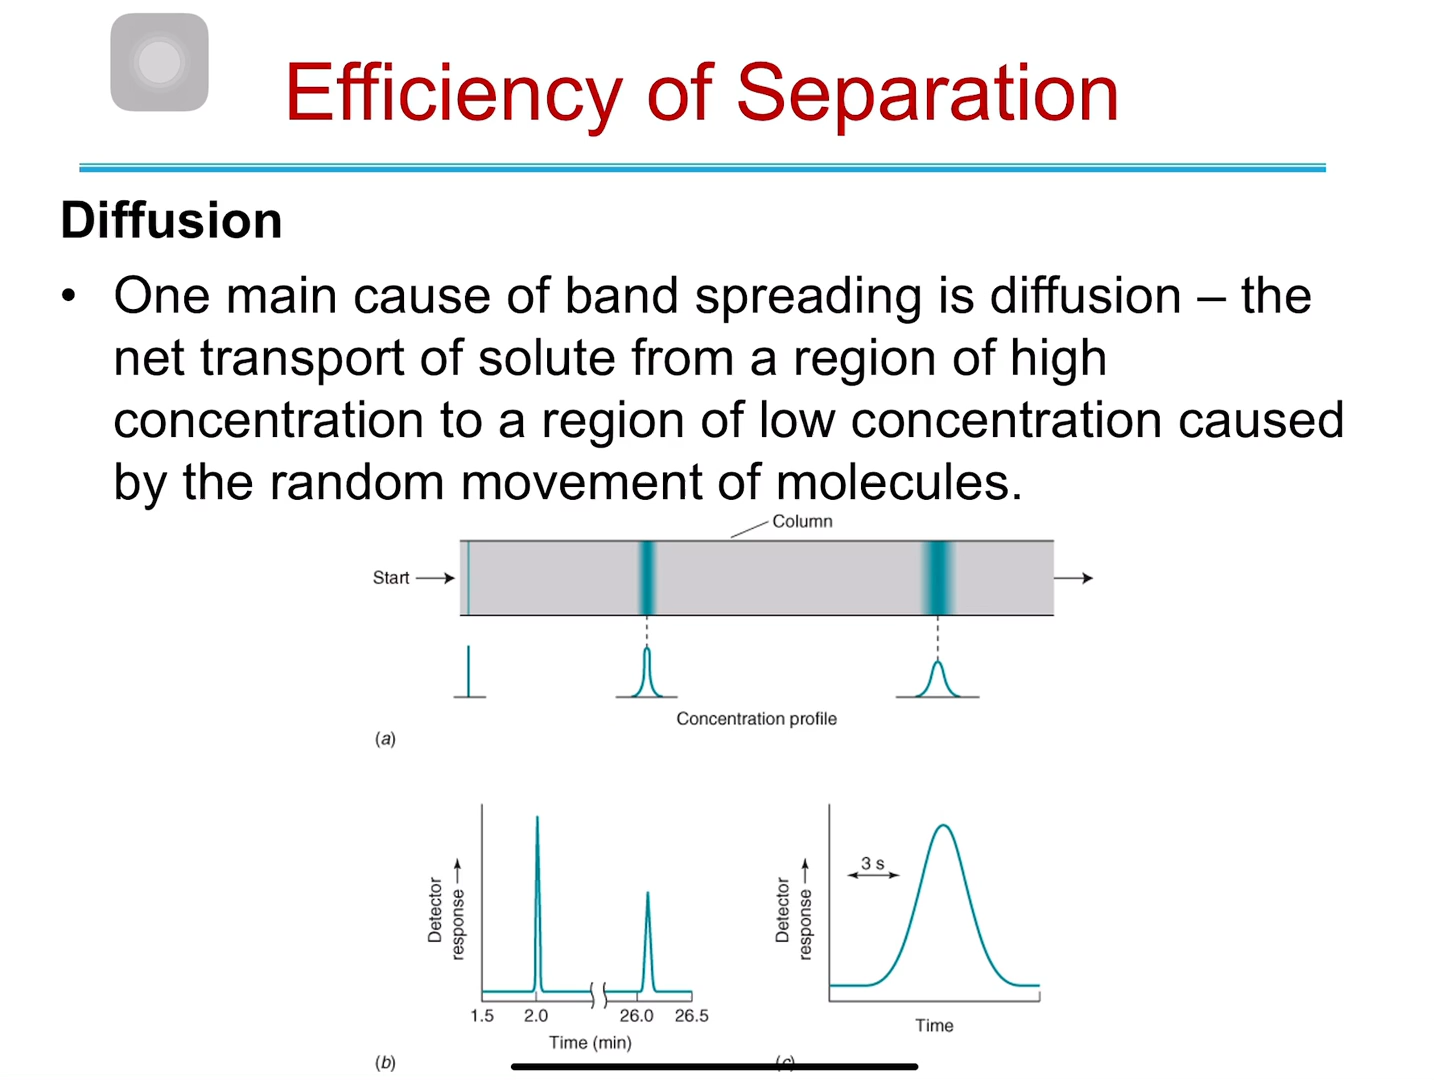 Efficiency of Separation
Diffusion
• One main cause of band spreading is diffusion – the
net transport of solute from a region of high
concentration to a region of low concentration caused
by the random movement of molecules.
Column
Start
Concentration profile
(a)
Detector
response
1.5 2.0 26.0 26.5
Time (min)
(b)
Detector
response
3 s
Time
(c)